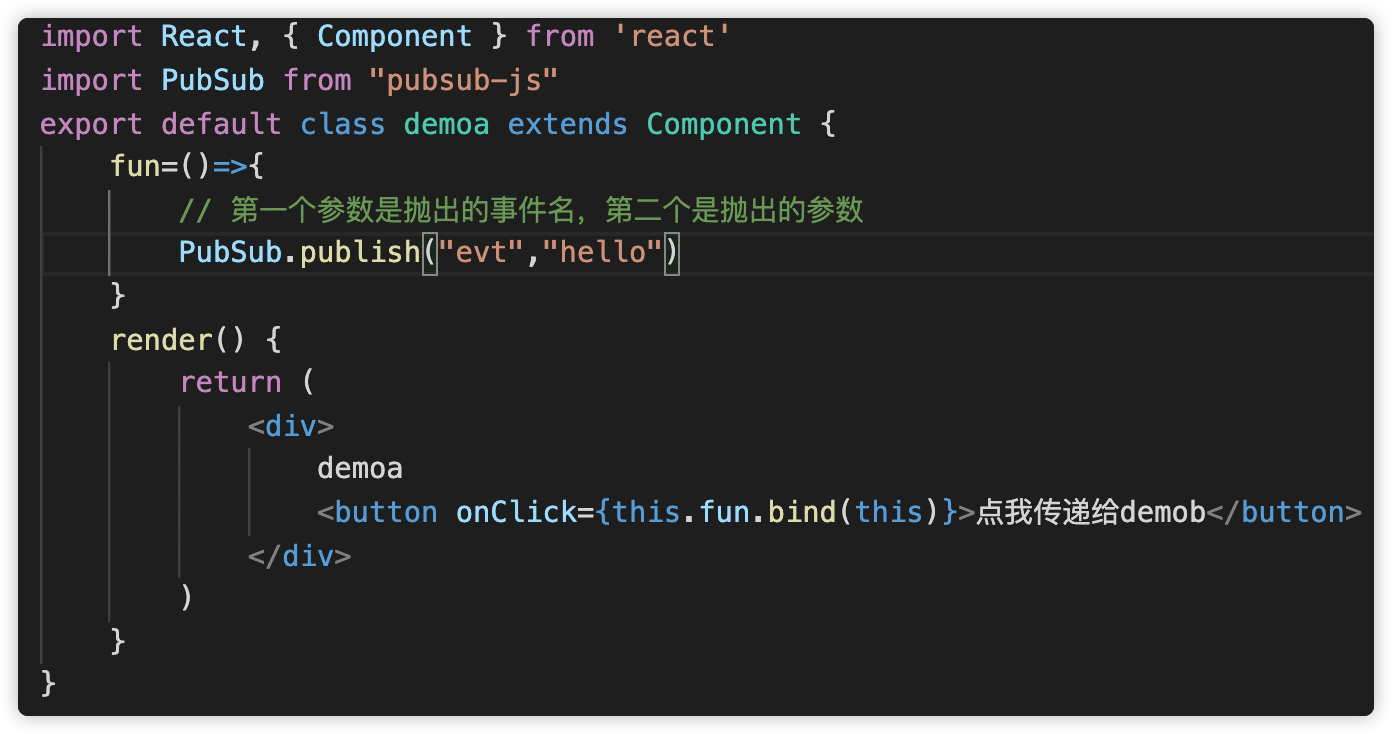 import React, { Component } from 'react'
import PubSub from "pubsub-js"
export default class demoa extends Component {
    fun=()=>{
        // 第一个参数是抛出的事件名，第二个是抛出的参数
        PubSub.publish("evt","hello")
    }
    render() {
        return (
            <div>
                demoa
                <button onClick={this.fun.bind(this)}>点我传递给demob</button>
            </div>
        )
    }
}